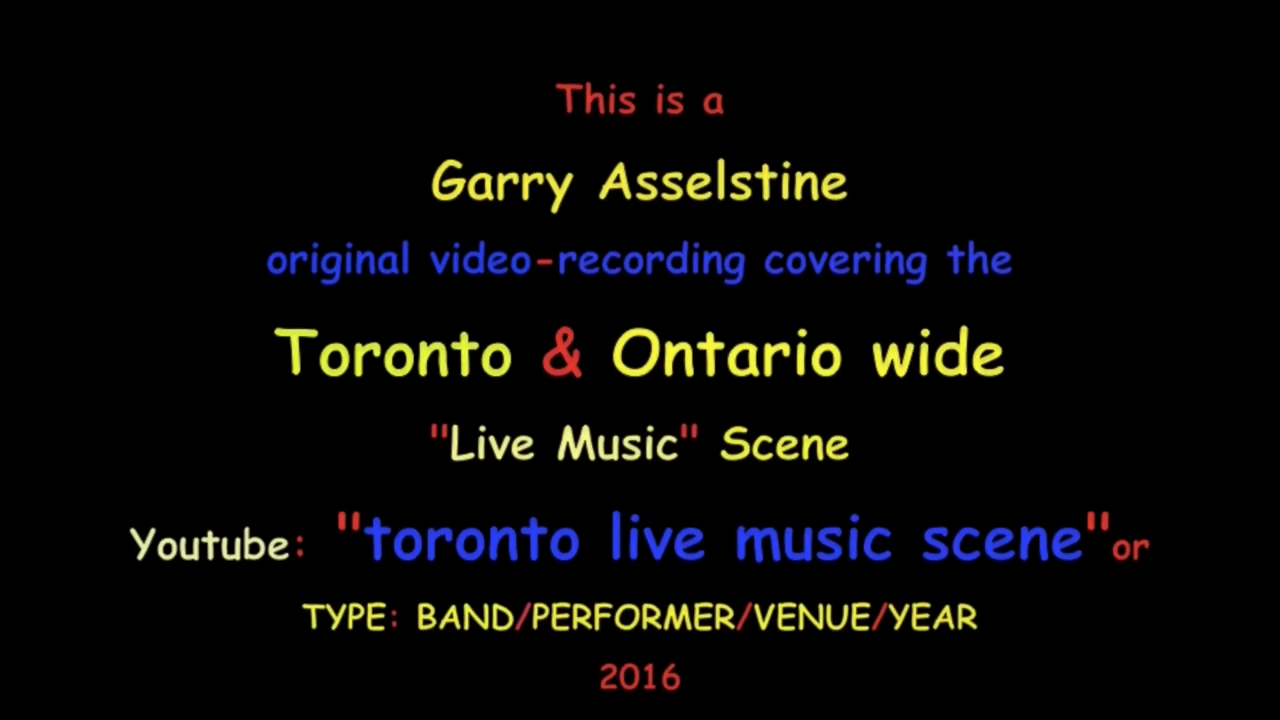 This is a
Garry Asselstine
original video-recording covering the
Toronto & Ontario wide
"Live Music" Scene
Youtube: "toronto live music scene"or
TYPE: BAND/PERFORMER/VENUE/YEAR
2016